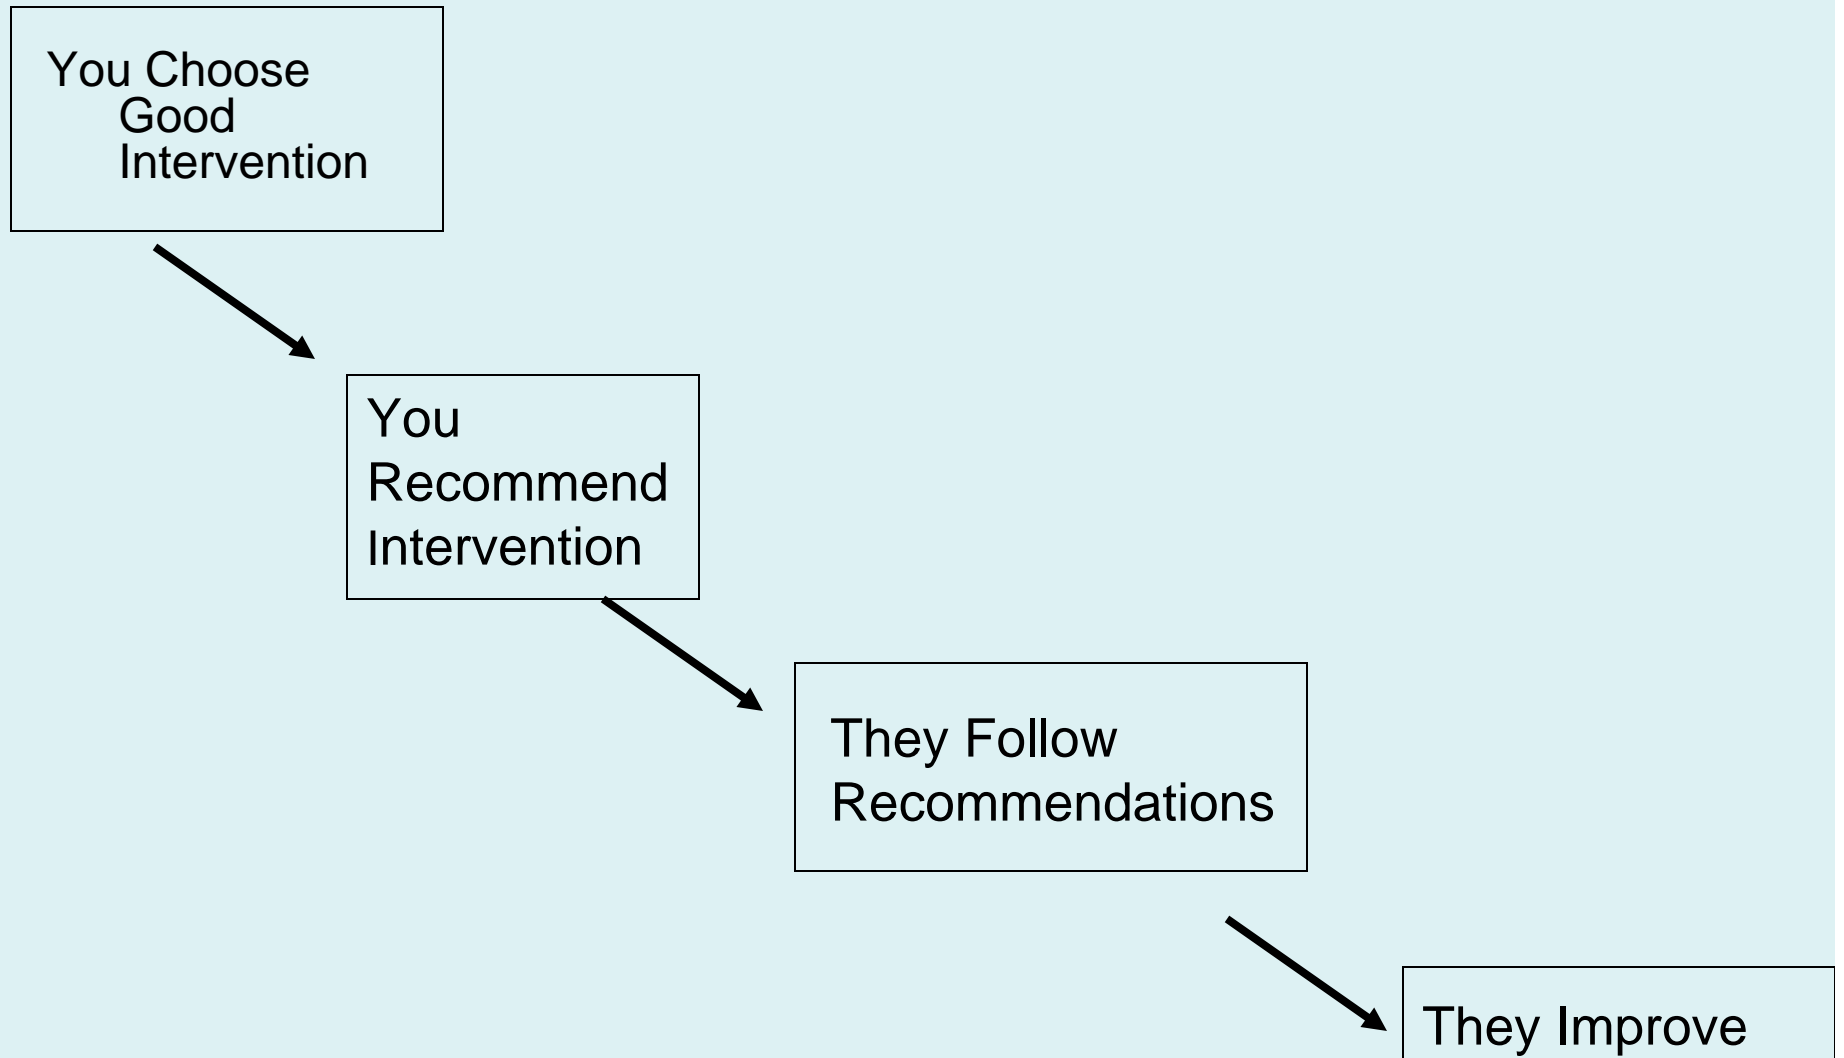 You Choose
Good
Intervention
You
Recommend
Intervention
They Follow
Recommendations
They Improve